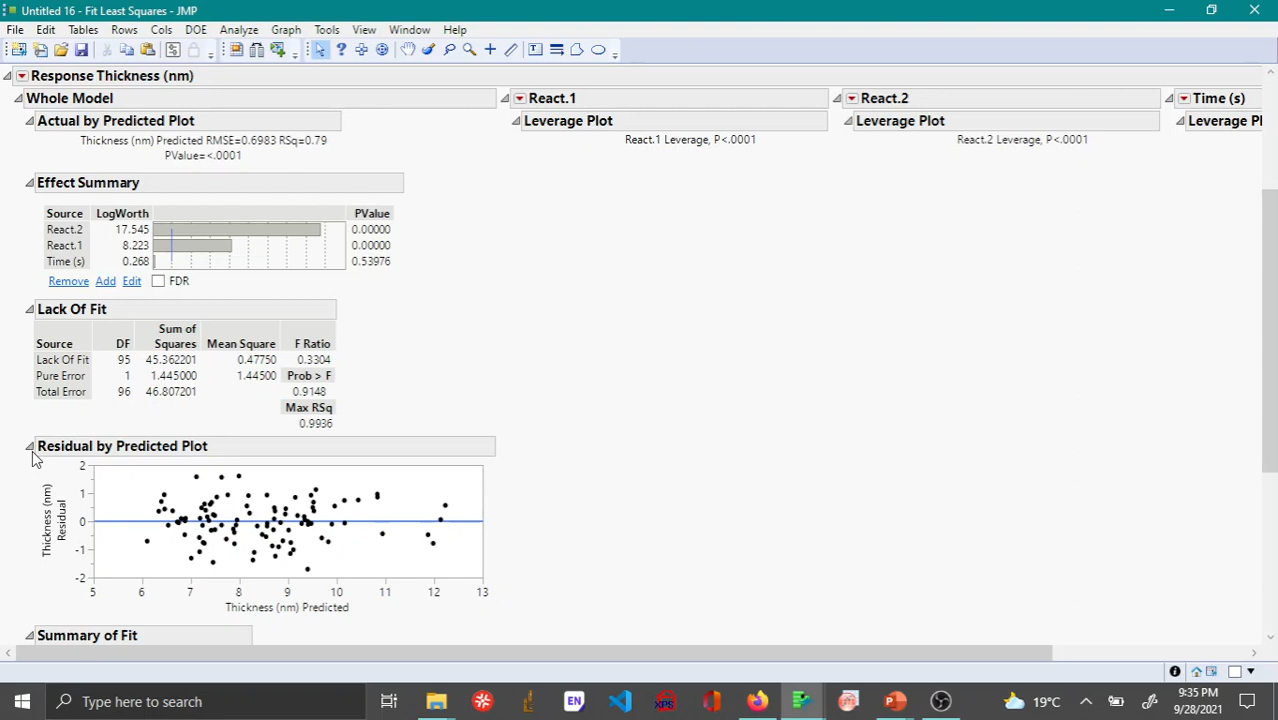 Untitled 16 - Fit Least Squares - JMP
File Edit Tables Rows Cols DOE Analyze Graph Tools View Window Help
Response Thickness (nm)
Whole Model React.1 React.2 Time (s)
Actual by Predicted Plot Leverage Plot Leverage Plot Leverage Pl
Thickness (nm) Predicted RMSE=0.6983 RSq=0.79 React.1 Leverage, P<.0001 React.2 Leverage, P<.0001
PValue=<.0001
Effect Summary
Source LogWorth PValue
React.2 17.545 0.00000
React.1 8.223 0.00000
Time (s) 0.268 0.53976
Remove Add Edit FDR
Lack Of Fit
Sum of
Source DF Squares Mean Square F Ratio
Lack Of Fit 95 45.362201 0.47750 0.3304
Pure Error 1 1.445000 1.44500 Prob > F
Total Error 96 46.807201 0.9148
Max RSq
0.9936
Residual by Predicted Plot
Thickness (nm)
Residual
2
1
0
-1
-2
5 6 7 8 9 10 11 12 13
Thickness (nm) Predicted
Summary of Fit
Type here to search EN XPS 19°C 9:35 PM
9/28/2021